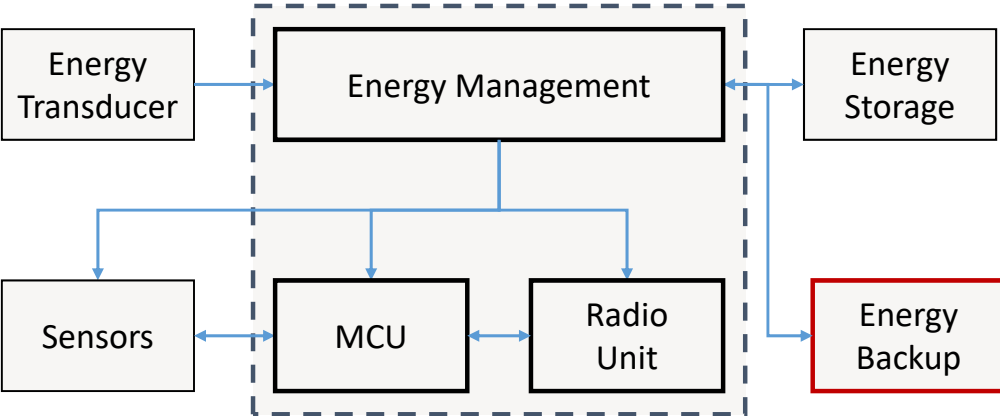 Energy
Transducer
Energy Management
Energy
Storage
Sensors
MCU
Radio
Unit
Energy
Backup